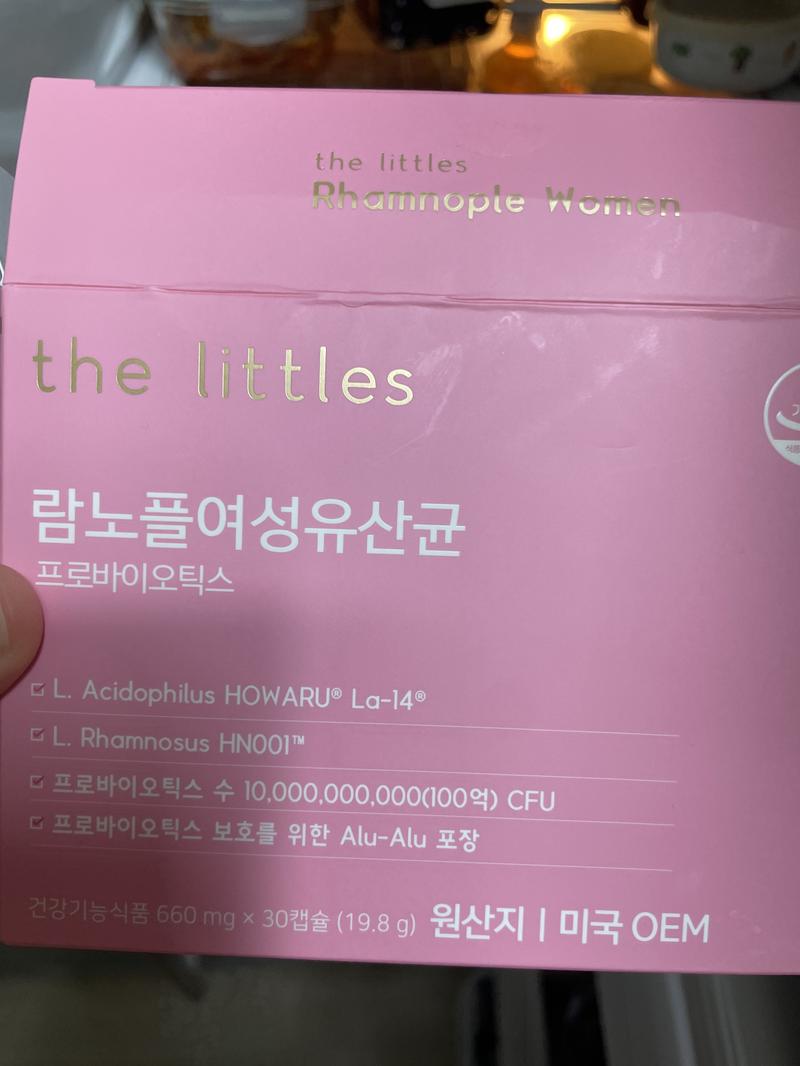 the littles
Rhamnople Women
the littles
람노플여성유산균
프로바이오틱스
L. Acidophilus HOWARU® La-14®
L. Rhamnosus HN001™
프로바이오틱스 수 10,000,000,000(100억) CFU
프로바이오틱스 보호를 위한 Alu-Alu 포장
건강기능식품 660 mg × 30캡슐 (19.8 g) 원산지 | 미국 OEM